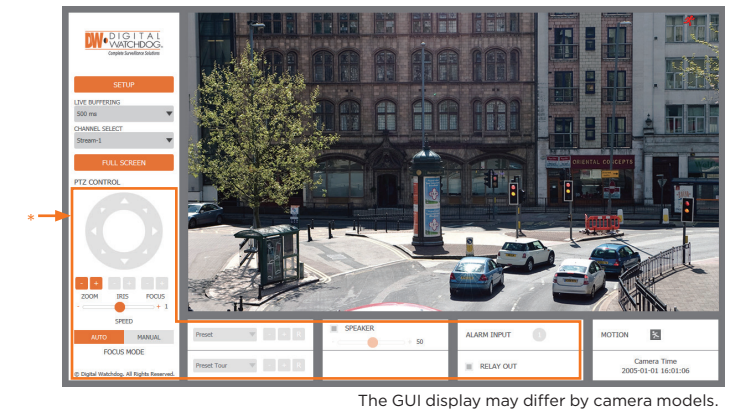 DIGITAL
WATCHDOG®
Complete Surveillance Solutions
SETUP
LIVE BUFFERING
500 ms
CHANNEL SELECT
Stream-1
FULL SCREEN
PTZ CONTROL
*
- + - + - +
ZOOM IRIS FOCUS
- + 1
SPEED
AUTO MANUAL
FOCUS MODE
© Digital Watchdog. All Rights Reserved.
ORIENTAL CONCEPTS
Preset
Preset Tour
SPEAKER
- + 50
ALARM INPUT 1
RELAY OUT
MOTION
Camera Time
2005-01-01 16:01:06
The GUI display may differ by camera models.